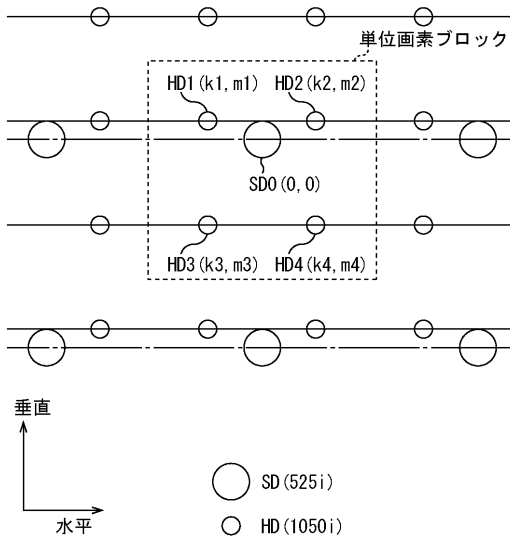 単位画素ブロック
HD1(k1,m1) HD2(k2,m2)
SD0(0,0)
HD3(k3,m3) HD4(k4,m4)
垂直
水平
SD(525i)
HD(1050i)